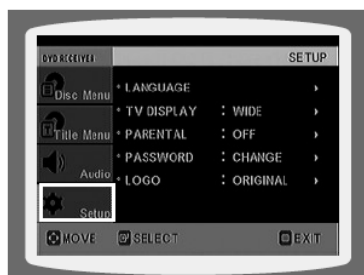 DVD RECEIVER
SETUP
Disc Menu
Title Menu
Audio
Setup
LANGUAGE
TV DISPLAY : WIDE
PARENTAL : OFF
PASSWORD : CHANGE
LOGO : ORIGINAL
MOVE SELECT EXIT